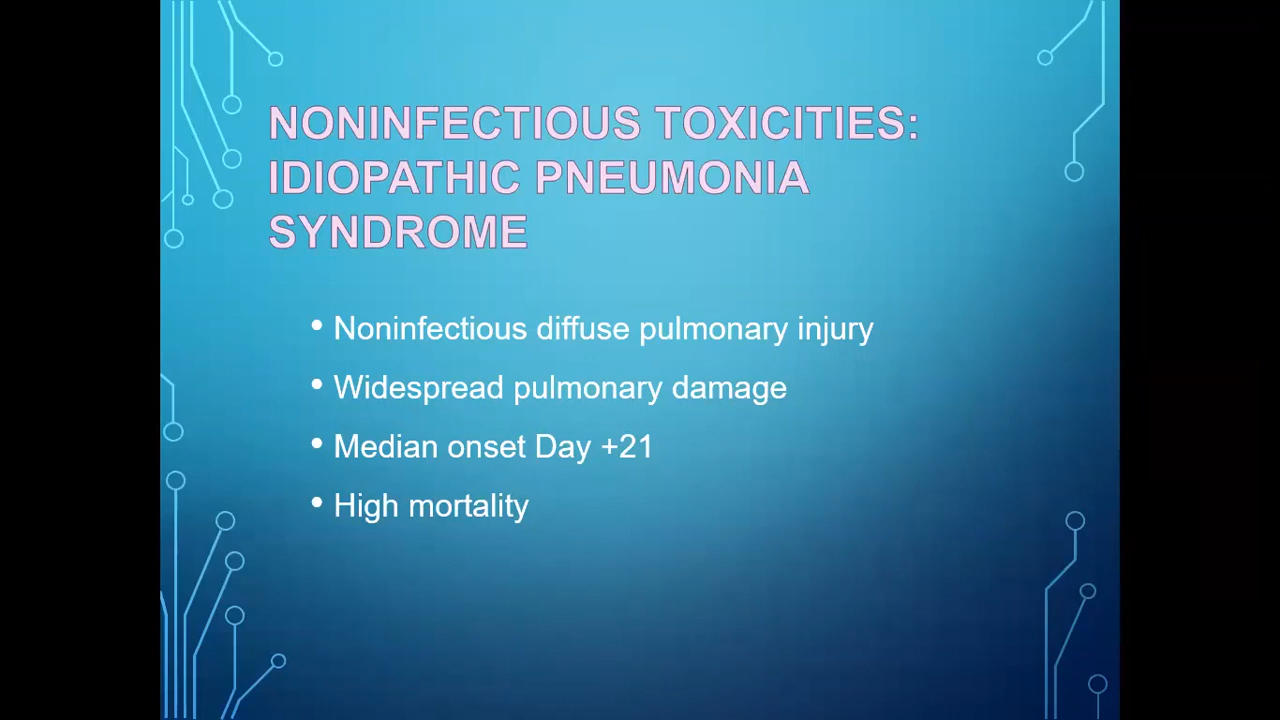 NONINFECTIOUS TOXICITIES:
IDIOPATHIC PNEUMONIA
SYNDROME
• Noninfectious diffuse pulmonary injury
• Widespread pulmonary damage
• Median onset Day +21
• High mortality